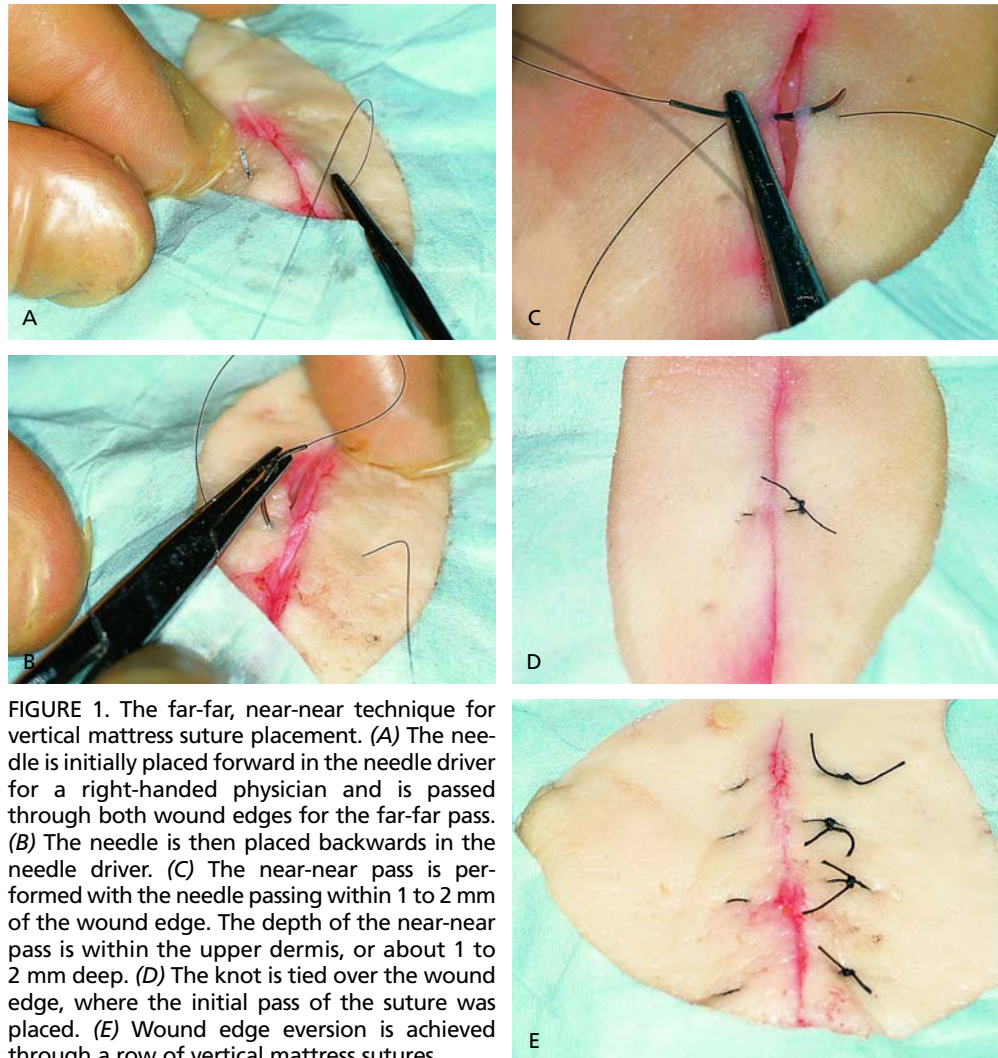 A
C
B
D
FIGURE 1. The far-far, near-near technique for
vertical mattress suture placement. (A) The nee-
dle is initially placed forward in the needle driver
for a right-handed physician and is passed
through both wound edges for the far-far pass.
(B) The needle is then placed backwards in the
needle driver. (C) The near-near pass is per-
formed with the needle passing within 1 to 2 mm
of the wound edge. The depth of the near-near
pass is within the upper dermis, or about 1 to
2 mm deep. (D) The knot is tied over the wound
edge, where the initial pass of the suture was
placed. (E) Wound edge eversion is achieved
through a row of vertical mattress sutures
E